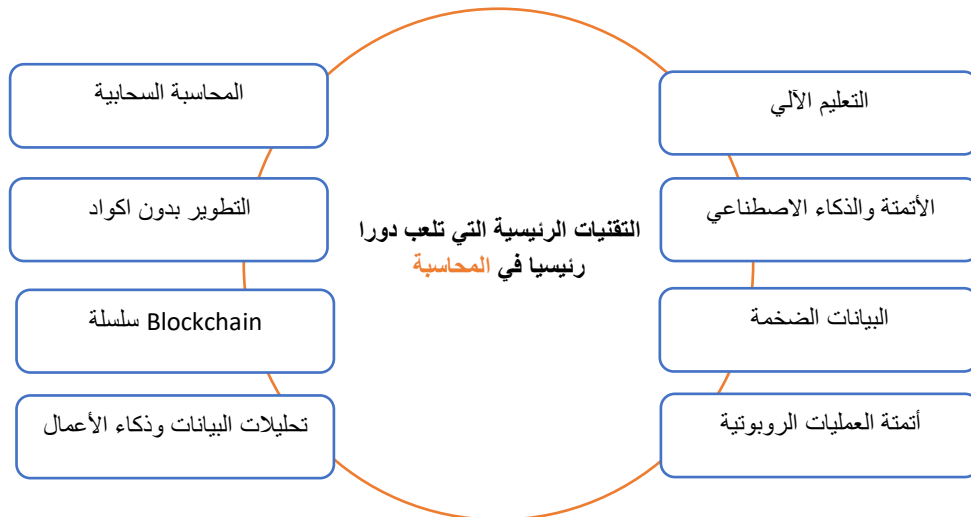 التعليم الآلي
الأتمتة والذكاء الاصطناعي
البيانات الضخمة
أتمتة العمليات الروبوتية
التقنيات الرئيسية التي تلعب دورا
رئيسيا في المحاسبة
المحاسبة السحابية
التطوير بدون اكواد
سلسلة Blockchain
تحليلات البيانات وذكاء الأعمال